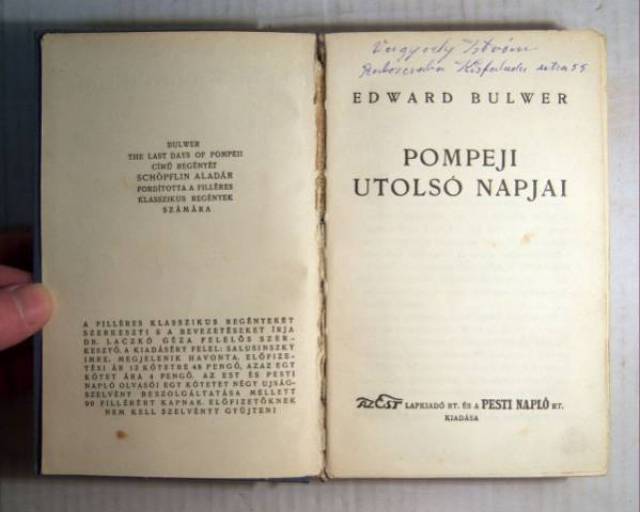 BULWER
THE LAST DAYS OF POMPEII
CÍMŰ REGÉNYÉT
SCHÖPFLIN ALADÁR
FORDÍTOTTA A FILLÉRES
KLASSZIKUS REGÉNYEK
SZÁMÁRA
A FILLÉRES KLASSZIKUS REGÉNYEKET
SZERKESZTI S A BEVEZETÉSEKET ÍRJA
DR. LACZKÓ GÉZA FELELŐS SZER-
KESZTŐ, A KIADÁSÉRT FELEL: SALUSINSZKY
IMRE. MEGJELENIK HAVONTA. ELŐFIZE-
TÉSI ÁR 12 KÖTETRE 48 PENGŐ, AZAZ EGY
KÖTET ÁRA 4 PENGŐ. AZ EST ÉS PESTI
NAPLÓ OLVASÓI EGY KÖTETET NÉGY UJSÁG-
SZELVÉNY BESZOLGÁLTATÁSA MELLETT
90 FILLÉRÉRT KAPNAK. ELŐFIZETŐKNEK
NEM KELL SZELVÉNYT GYŰJTENI
István
Kisfaludy utca 55
EDWARD BULWER
POMPEJI
UTOLSÓ NAPJAI
AZ EST LAPKIADÓ RT. ÉS A PESTI NAPLÓ RT.
KIADÁSA